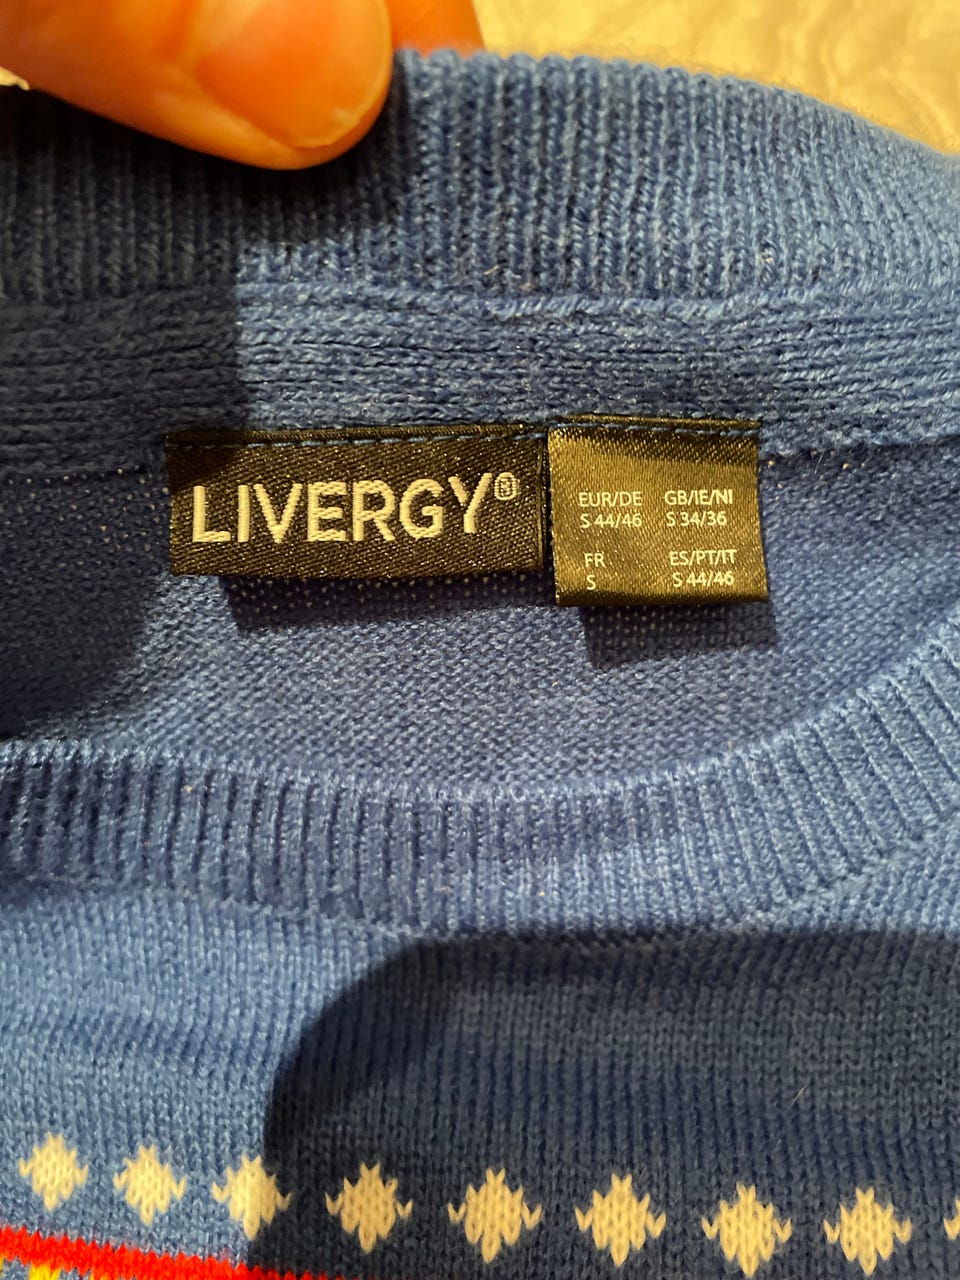 LIVERGY®
EUR/DE GB/IE/NI
S 44/46 S 34/36
FR ES/PT/IT
S S 44/46